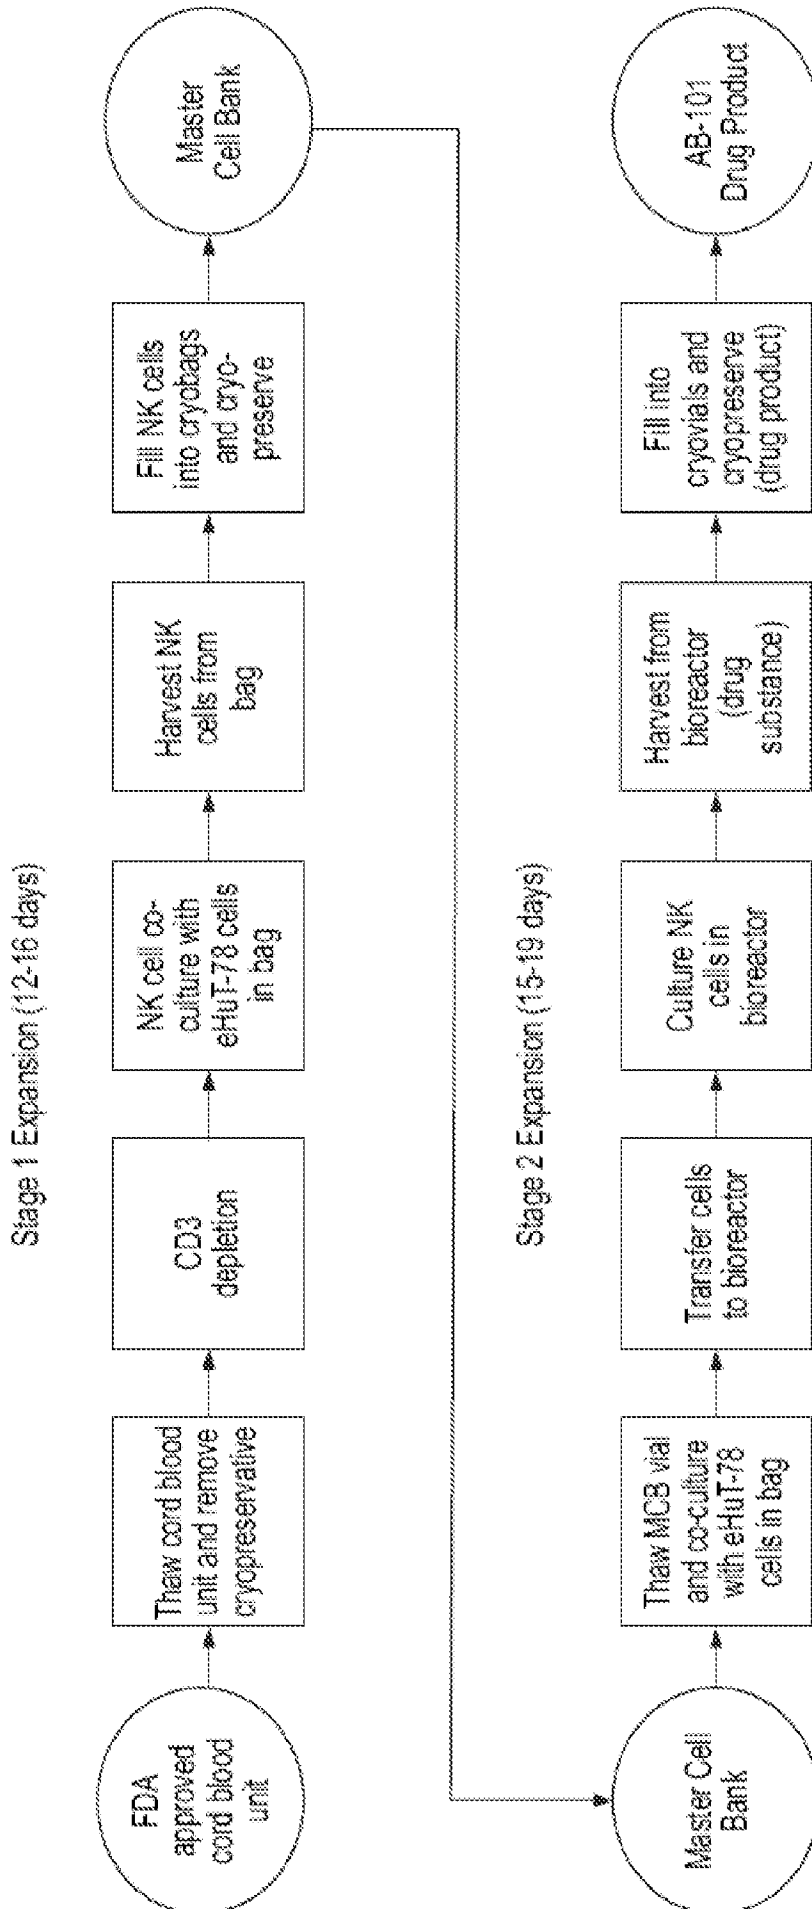 Stage 1 Expansion (12-16 days)
FDA
approved
cord blood
unit
Thaw cord blood
unit and remove
cryopreservative
CD3
depletion
NK cell co-
culture with
eHuT-78 cells
in bag
Harvest NK
cells from
bag
Fill NK cells
into cryobags
and cryo-
preserve
Master
Cell Bank
Stage 2 Expansion (15-19 days)
Master Cell
Bank
Thaw MCB vial
and co-culture
with eHuT-78
cells in bag
Transfer cells
to bioreactor
Culture NK
cells in
bioreactor
Harvest from
bioreactor
(drug
substance)
Fill into
cryovials and
cryopreserve
(drug product)
AB-101
Drug Product